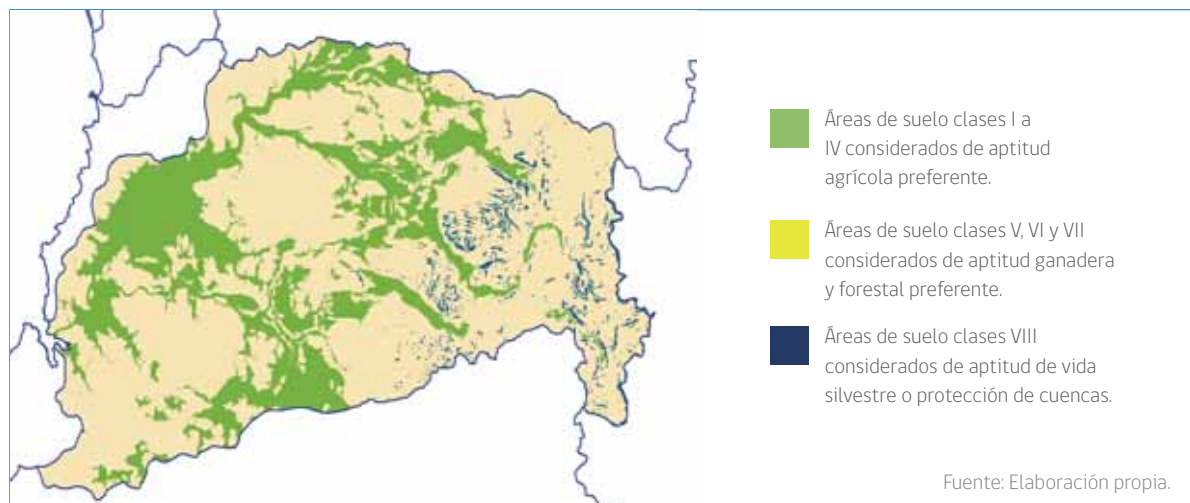 Áreas de suelo clases I a
IV considerados de aptitud
agrícola preferente.
Áreas de suelo clases V, VI y VII
considerados de aptitud ganadera
y forestal preferente.
Áreas de suelo clases VIII
considerados de aptitud de vida
silvestre o protección de cuencas.
Fuente: Elaboración propia.